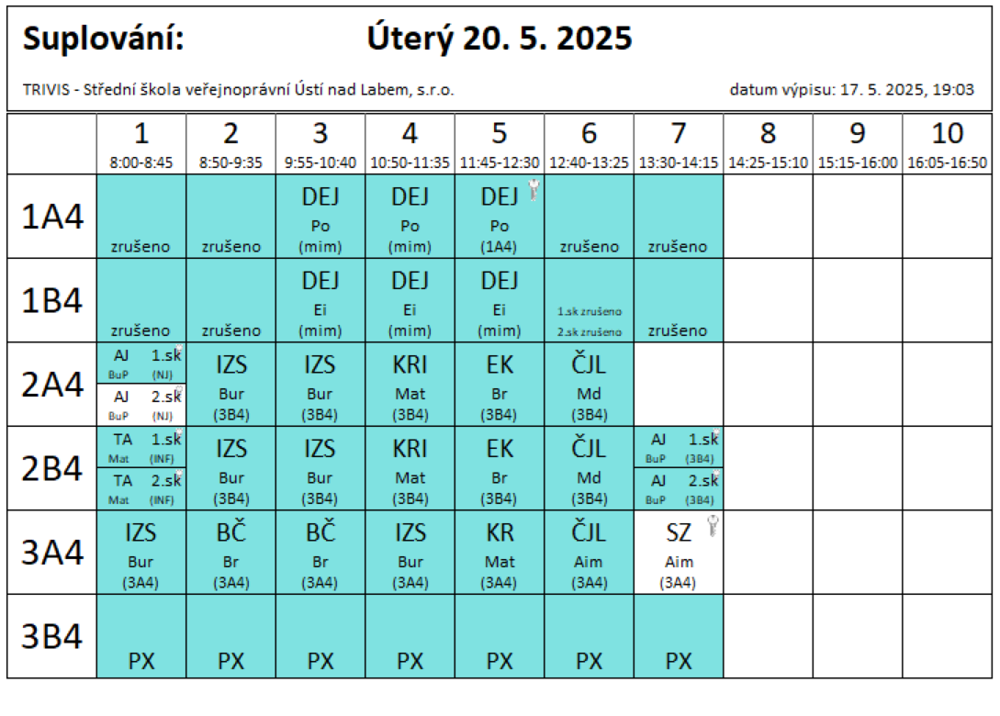 Suplování: Úterý 20. 5. 2025
TRIVIS - Střední škola veřejnoprávní Ústí nad Labem, s.r.o. datum výpisu: 17. 5. 2025, 19:03
1 2 3 4 5 6 7 8 9 10
8:00-8:45 8:50-9:35 9:55-10:40 10:50-11:35 11:45-12:30 12:40-13:25 13:30-14:15 14:25-15:10 15:15-16:00 16:05-16:50
1A4
DEJ DEJ DEJ
Po Po Po
zrušeno zrušeno (mim) (mim) (1A4) zrušeno zrušeno
1B4
DEJ DEJ DEJ
Ei Ei Ei 1.sk zrušeno
zrušeno zrušeno (mim) (mim) (mim) 2.sk zrušeno zrušeno
2A4
AJ 1.sk IZS IZS KRI EK ČJL
BuP (NJ)
AJ 2.sk Bur Bur Mat Br Md
BuP (NJ) (3B4) (3B4) (3B4) (3B4) (3B4)
2B4
TA 1.sk IZS IZS KRI EK ČJL AJ 1.sk
Mat (INF) BuP (3B4)
TA 2.sk Bur Bur Mat Br Md AJ 2.sk
Mat (INF) (3B4) (3B4) (3B4) (3B4) (3B4) BuP (3B4)
3A4
IZS BČ BČ IZS KR ČJL SZ
Bur Br Br Bur Mat Aim Aim
(3A4) (3A4) (3A4) (3A4) (3A4) (3A4) (3A4)
3B4
PX PX PX PX PX PX PX